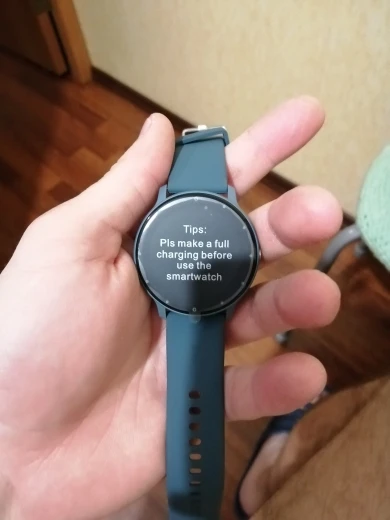 Tips:
Pls make a full
charging before
use the
smartwatch